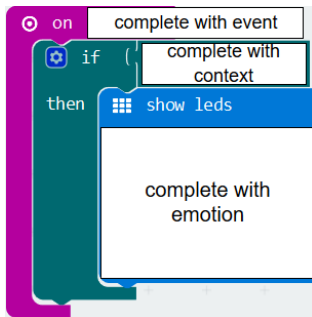 on complete with event
if ( complete with
context
then show leds
complete with
emotion